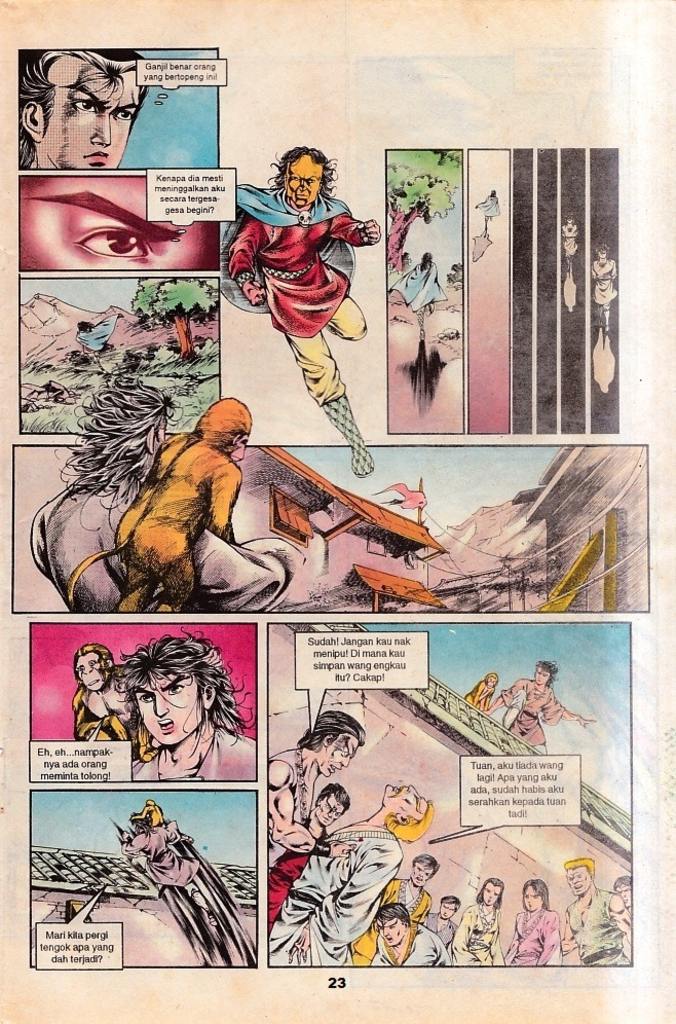 Ganjil benar orang
yang bertopeng ini!
Kenapa dia mesti
meninggalkan aku
secara tergesa-
gesa begini?
Eh, eh...nampak-
nya ada orang
meminta tolong!
Mari kita pergi
tengok apa yang
dah terjadi?
Sudah! Jangan kau nak
menipu! Di mana kau
simpan wang engkau
itu? Cakap!
Tuan, aku tiada wang
lagi! Apa yang aku
ada, sudah habis aku
serahkan kepada tuan
tadi!
23